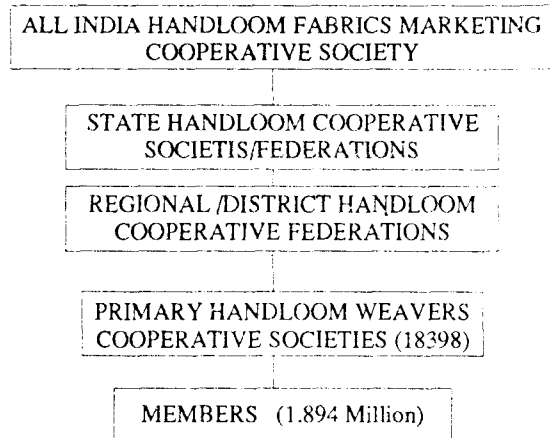 ALL INDIA HANDLOOM FABRICS MARKETING
COOPERATIVE SOCIETY
STATE HANDLOOM COOPERATIVE
SOCIETIS/FEDERATIONS
REGIONAL /DISTRICT HANDLOOM
COOPERATIVE FEDERATIONS
PRIMARY HANDLOOM WEAVERS
COOPERATIVE SOCIETIES (18398)
MEMBERS (1.894 Million)